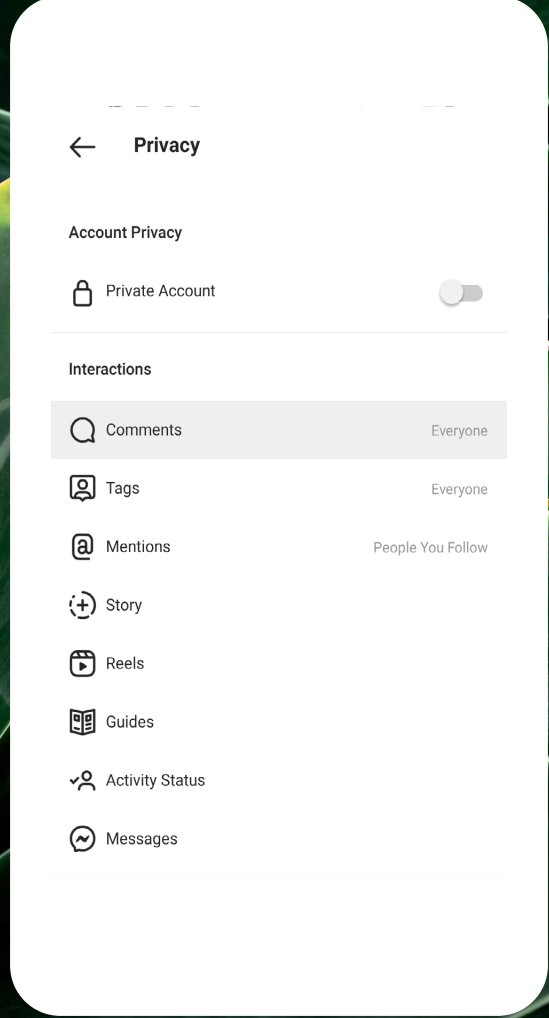 Privacy
Account Privacy
Private Account
Interactions
Comments Everyone
Tags Everyone
Mentions People You Follow
Story
Reels
Guides
Activity Status
Messages